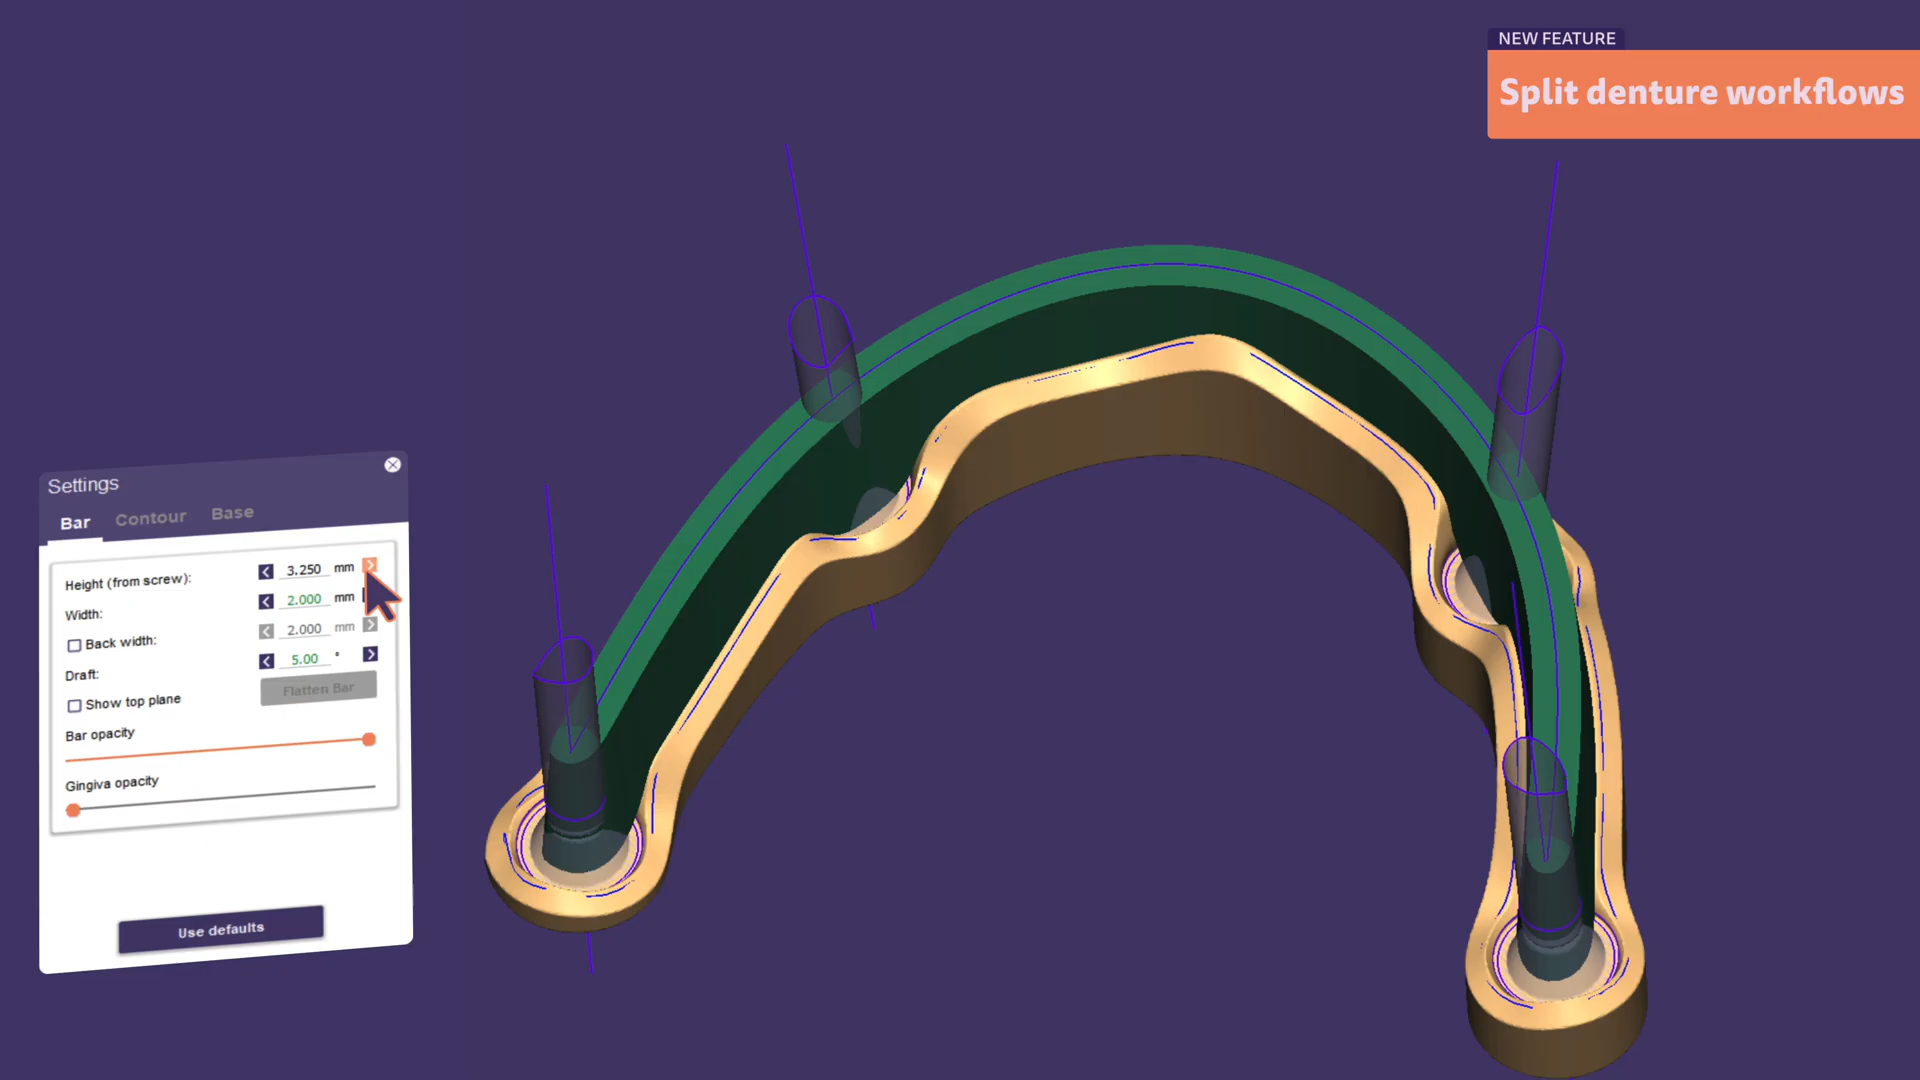 NEW FEATURE
Split denture workflows
Settings
Bar Contour Base
Height (from screw): 3.250 mm
Width: 2.000 mm
Back width: 2.000 mm
Draft: 5.00 °
Show top plane Flatten Bar
Bar opacity
Gingiva opacity
Use defaults